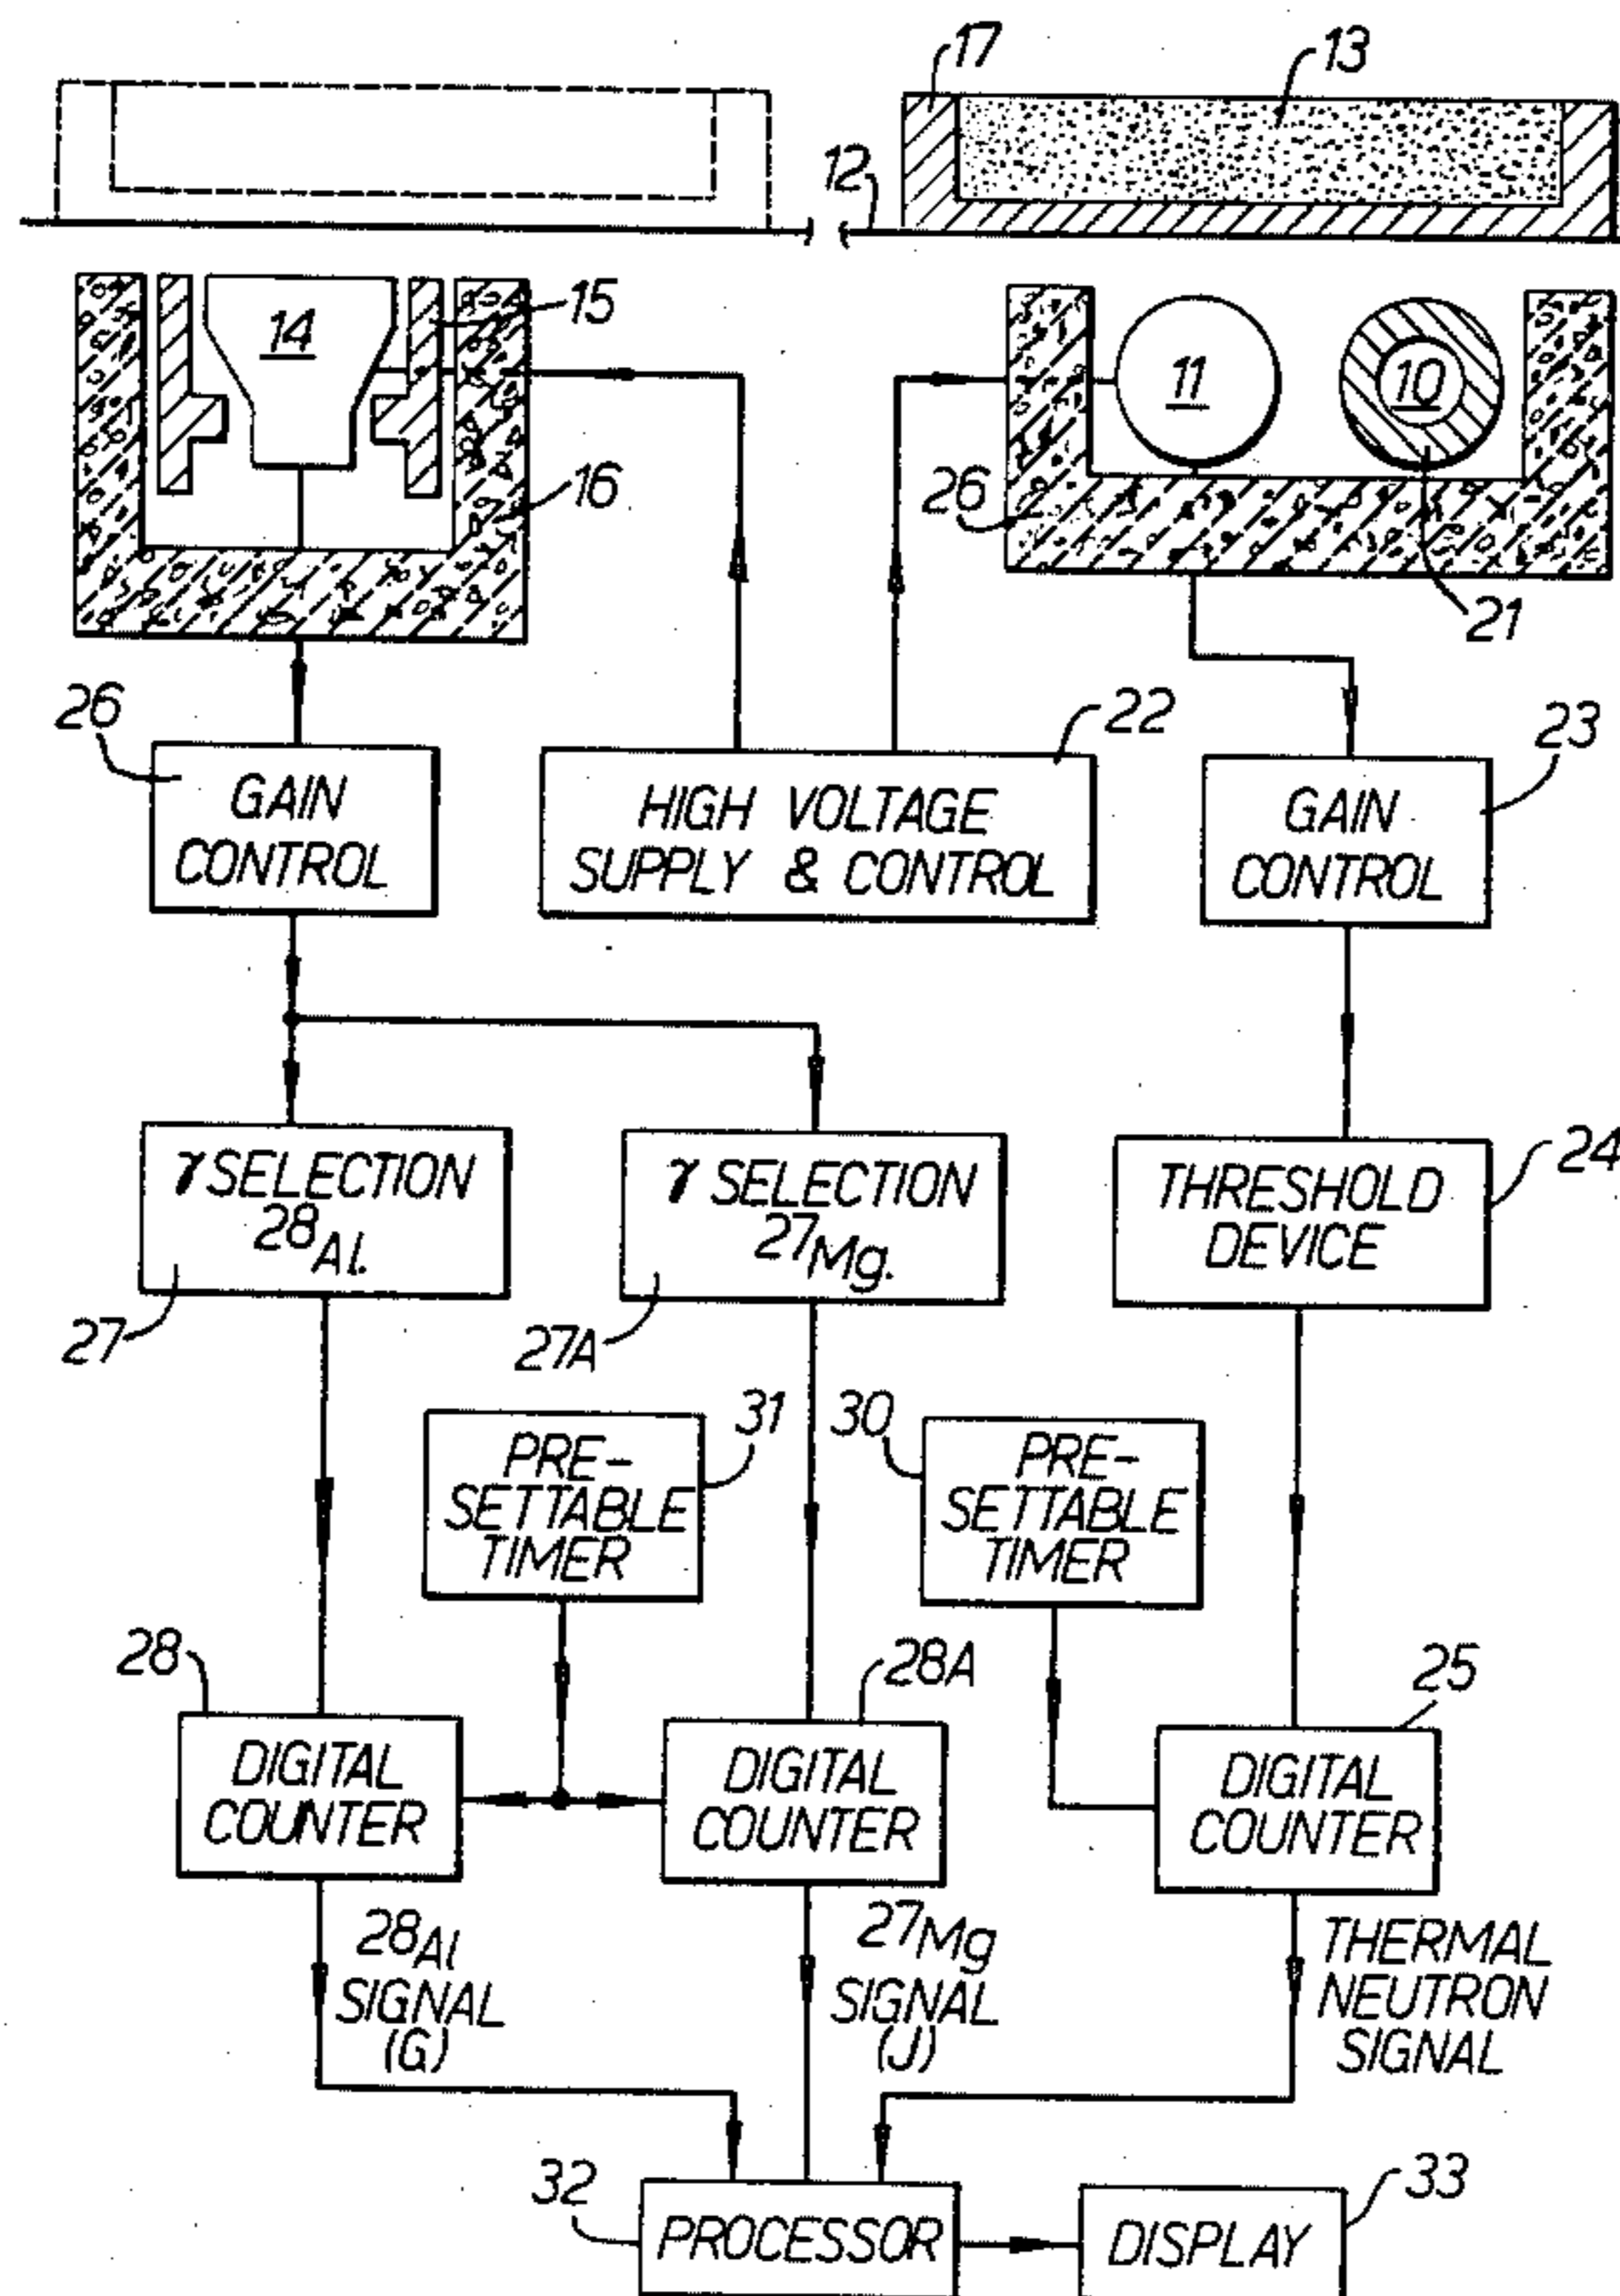 17
13
12
14
15
11
10
16
26
21
26
22
23
GAIN
CONTROL
HIGH VOLTAGE
SUPPLY & CONTROL
GAIN
CONTROL
γ SELECTION
28Al.
γ SELECTION
27Mg.
THRESHOLD
DEVICE
24
27
27A
31
30
PRE-
SETTABLE
TIMER
PRE-
SETTABLE
TIMER
28
28A
25
DIGITAL
COUNTER
DIGITAL
COUNTER
DIGITAL
COUNTER
28Al
SIGNAL
(G)
27Mg
SIGNAL
(J)
THERMAL
NEUTRON
SIGNAL
32
33
PROCESSOR
DISPLAY